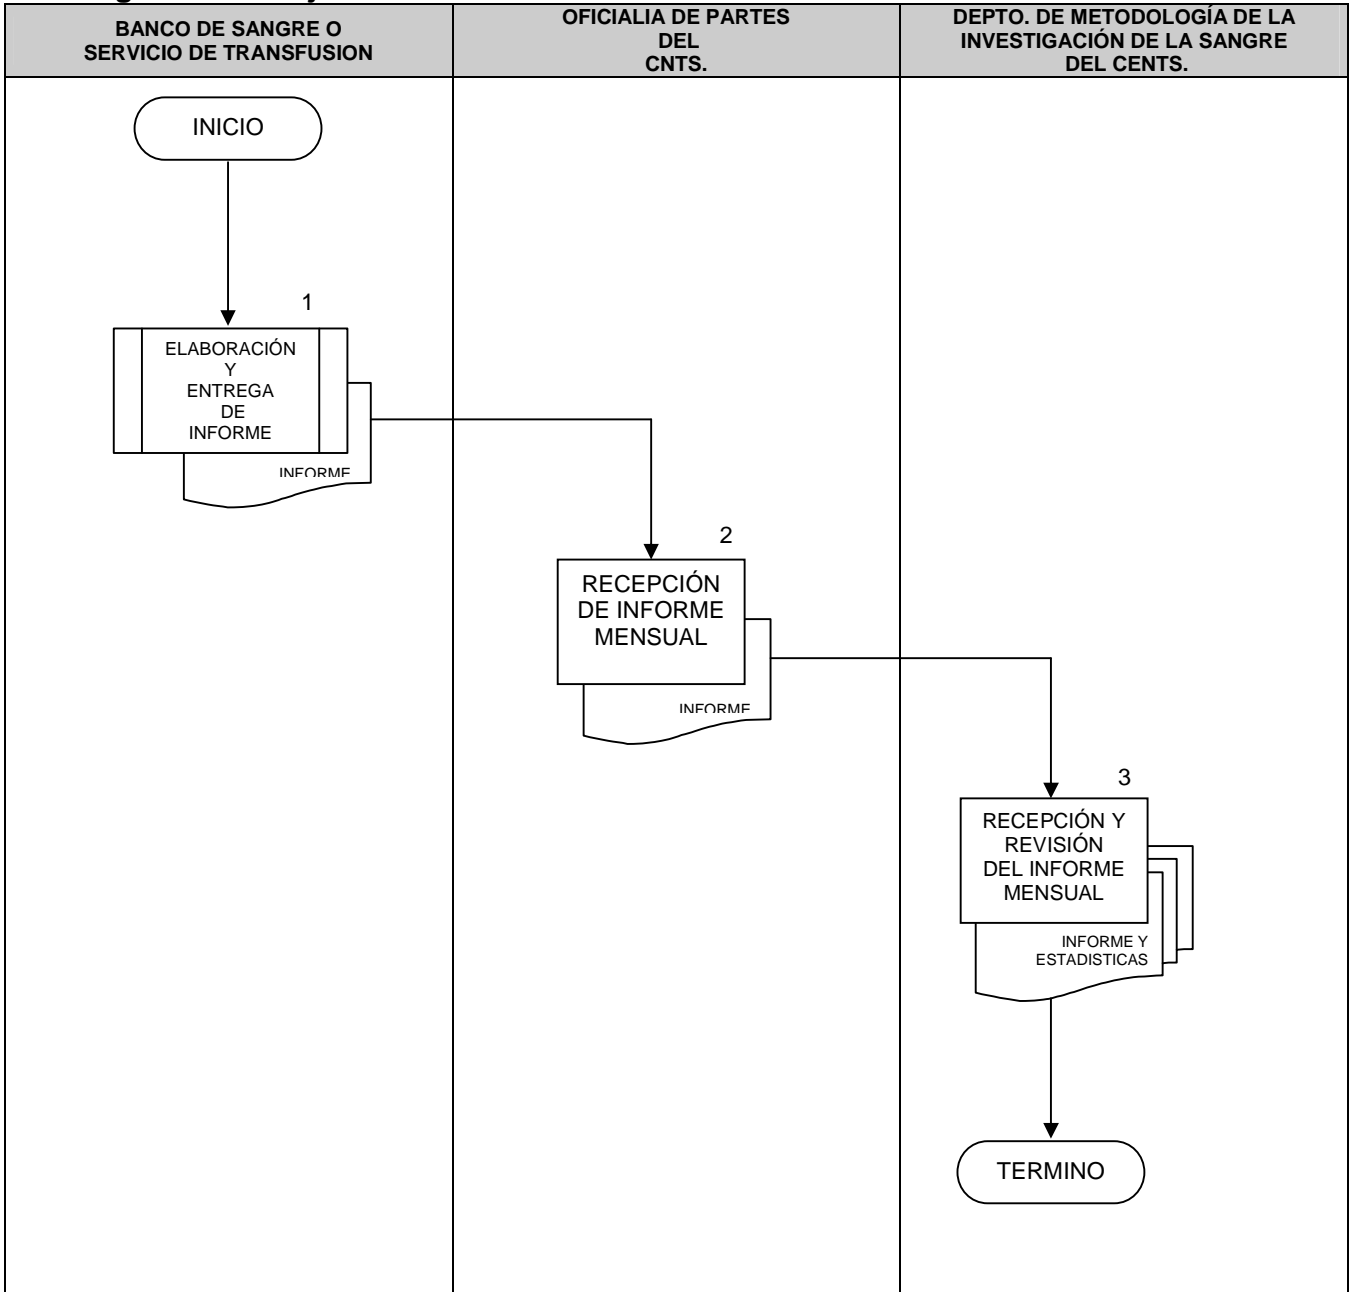 BANCO DE SANGRE O
SERVICIO DE TRANSFUSION
OFICIALIA DE PARTES
DEL
CNTS.
DEPTO. DE METODOLOGÍA DE LA
INVESTIGACIÓN DE LA SANGRE
DEL CENTS.
INICIO
1
ELABORACIÓN
Y
ENTREGA
DE
INFORME
INFORME
2
RECEPCIÓN
DE INFORME
MENSUAL
INFORME
3
RECEPCIÓN Y
REVISIÓN
DEL INFORME
MENSUAL
INFORME Y
ESTADISTICAS
TERMINO